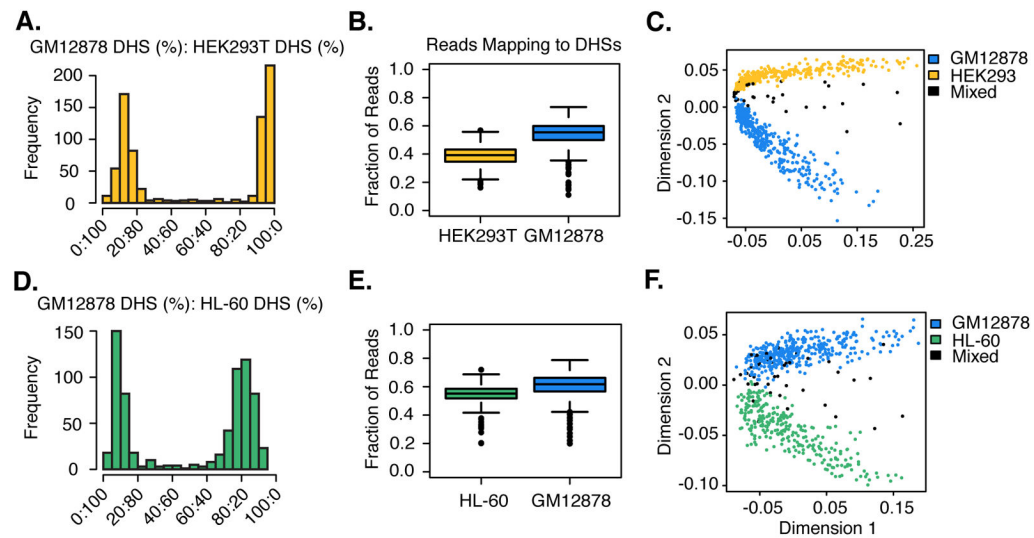 A.
GM12878 DHS (%): HEK293T DHS (%)
Frequency
200
150
100
50
0
0:100
20:80
40:60
60:40
80:20
100:0
B.
Reads Mapping to DHSs
Fraction of Reads
1.0
0.8
0.6
0.4
0.2
0.0
HEK293T GM12878
C.
Dimension 2
0.05
0.00
-0.05
-0.10
-0.15
-0.05 0.05 0.15 0.25
GM12878
HEK293
Mixed
D.
GM12878 DHS (%): HL-60 DHS (%)
Frequency
150
100
50
0
0:100
20:80
40:60
60:40
80:20
100:0
E.
Fraction of Reads
1.0
0.8
0.6
0.4
0.2
0.0
HL-60 GM12878
F.
Dimension 2
0.05
0.00
-0.05
-0.10
-0.05 0.05 0.15
Dimension 1
GM12878
HL-60
Mixed